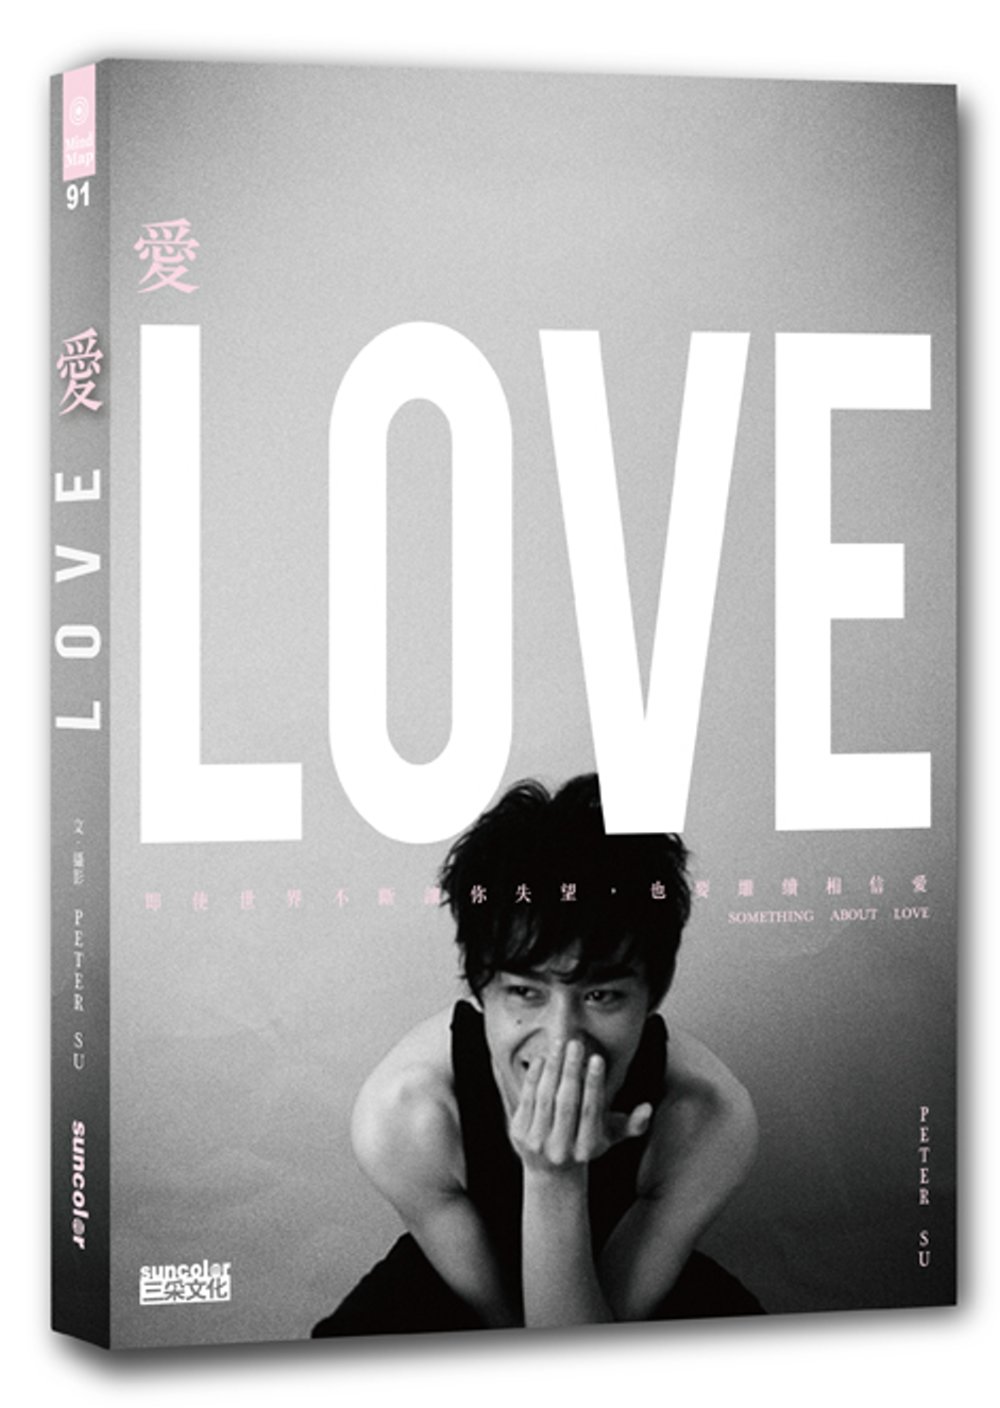 Mind
Map
91
愛
LOVE
文·攝影 PETER SU
suncolor
愛
LOVE
即使世界不斷讓你失望，也要繼續相信愛
SOMETHING ABOUT LOVE
PETER SU
suncolor
三采文化